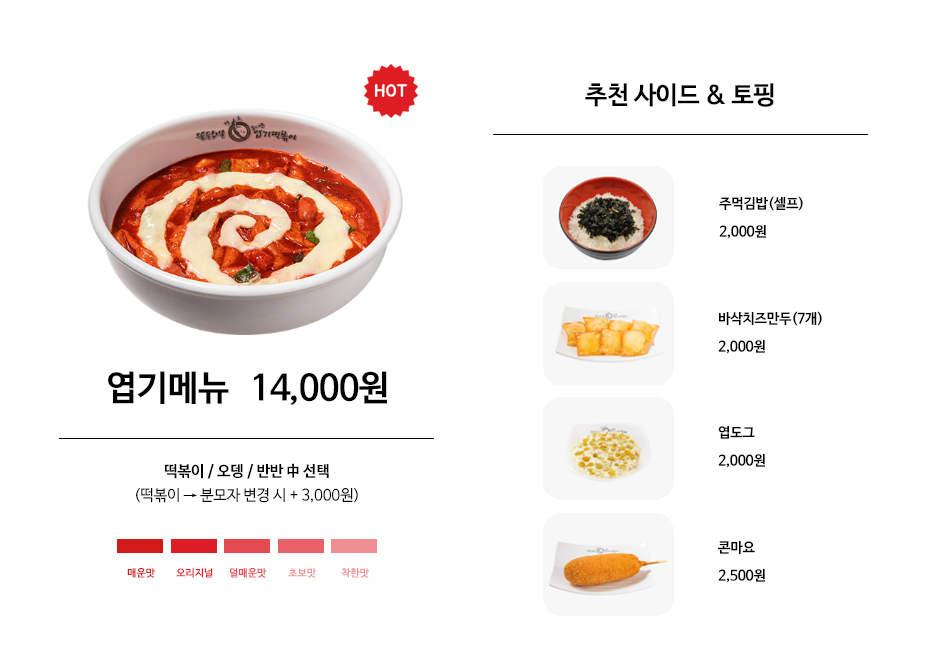 HOT
엽기떡볶이
엽기메뉴 14,000원
떡볶이 / 오뎅 / 반반 中 선택
(떡볶이 → 분모자 변경 시 + 3,000원)
매운맛 오리지널 덜매운맛 초보맛 착한맛
추천 사이드 & 토핑
주먹김밥(셀프)
2,000원
바삭치즈만두(7개)
2,000원
엽도그
2,000원
콘마요
2,500원